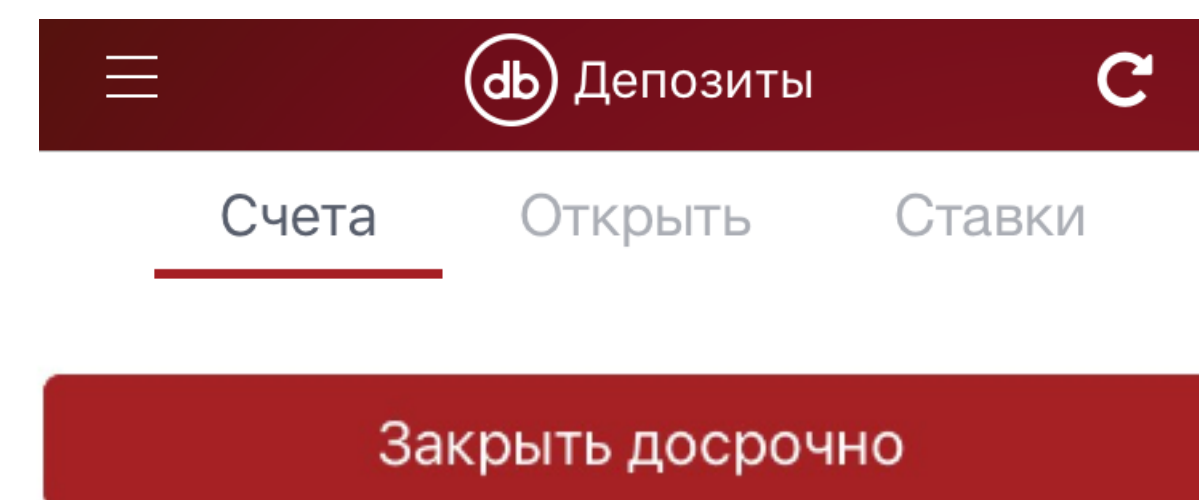 db Депозиты
Счета Открыть Ставки
Закрыть досрочно